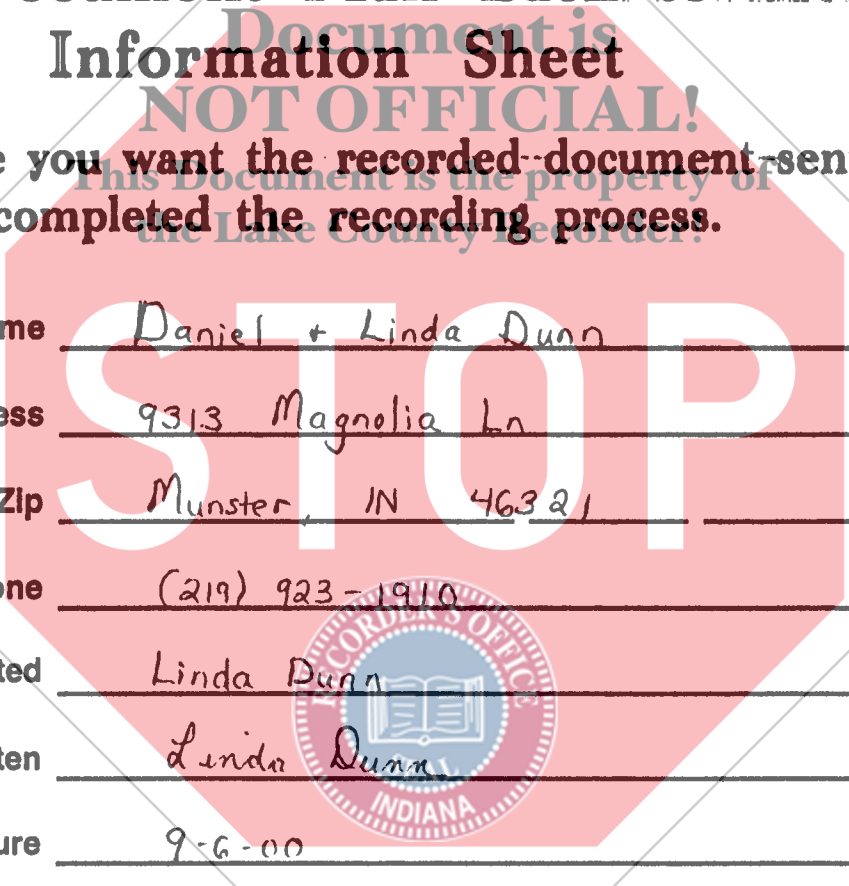 Document is
Information Sheet
NOT OFFICIAL!
e you want the recorded document sen
This Document is the property of
completed the recording process.
the Lake County Recorder!
STOP
me Daniel + Linda Dunn
ess 9313 Magnolia Ln
Zip Munster, IN 46321
one (219) 923-1910
ted Linda Dunn
ten Linda Dunn
ure 9-6-00
RECORDER'S OFFICE
SEAL
INDIANA